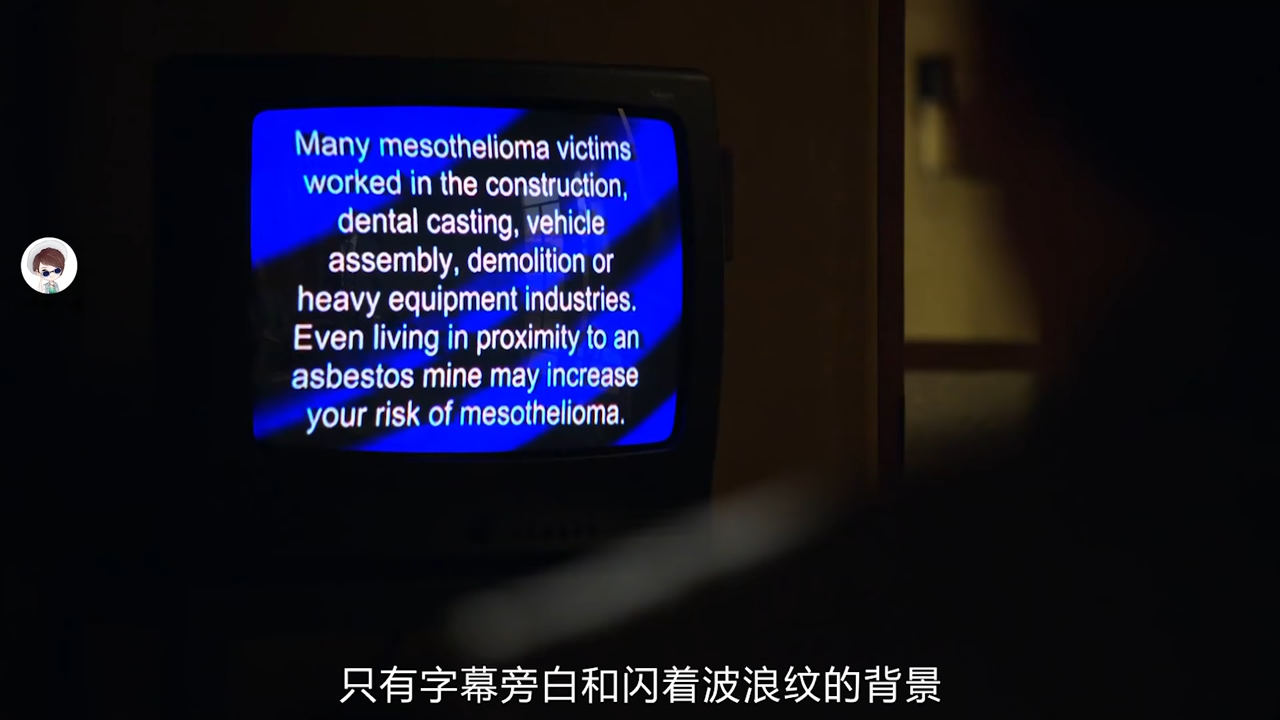 Many mesothelioma victims
worked in the construction,
dental casting, vehicle
assembly, demolition or
heavy equipment industries.
Even living in proximity to an
asbestos mine may increase
your risk of mesothelioma.
只有字幕旁白和闪着波浪纹的背景